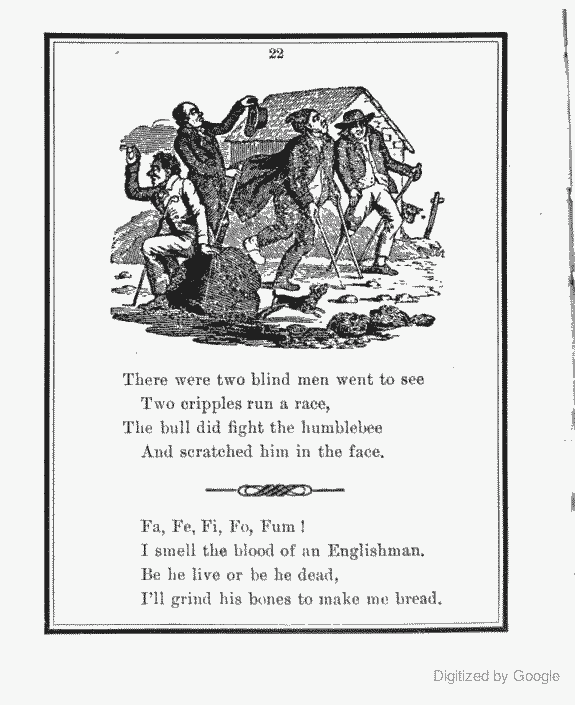 22
There were two blind men went to see
Two cripples run a race,
The bull did fight the humblebee
And scratched him in the face.
Fa, Fe, Fi, Fo, Fum !
I smell the blood of an Englishman.
Be he live or be he dead,
I'll grind his bones to make me bread.
Digitized by Google